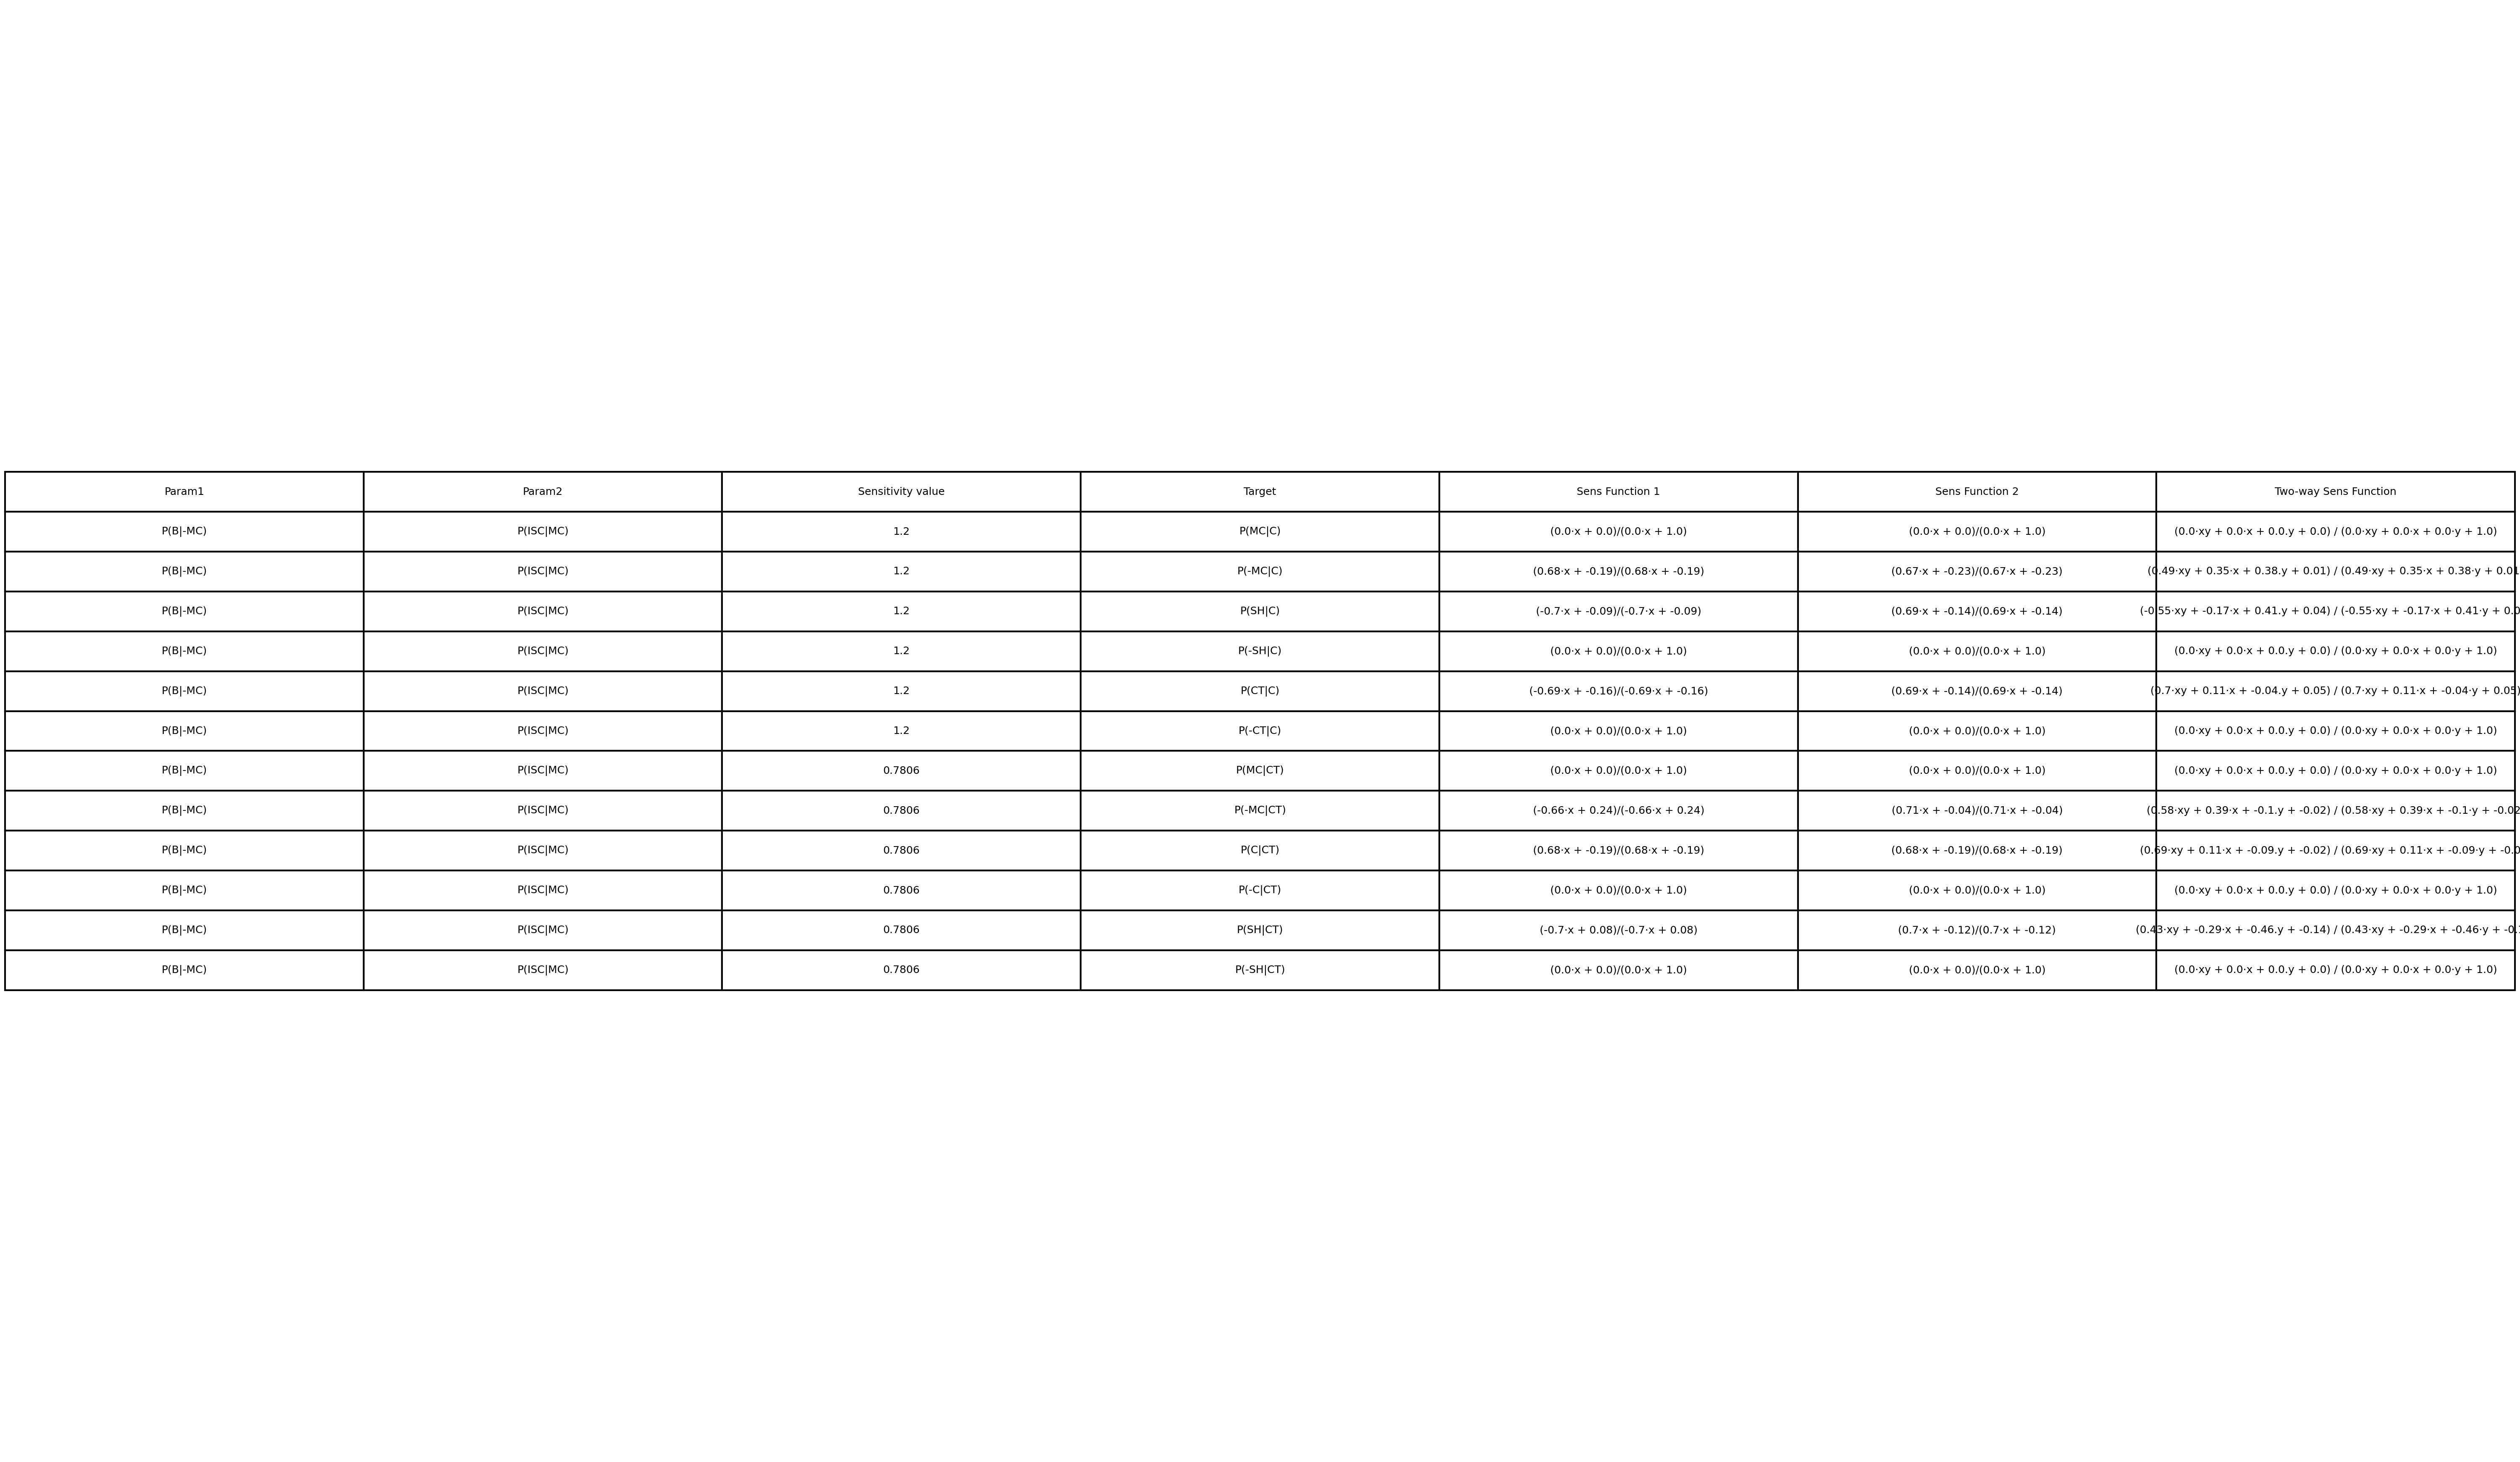 Param1 Param2 Sensitivity value Target Sens Function 1 Sens Function 2 Two-way Sens Function
P(B|-MC) P(ISC|MC) 1.2 P(MC|C) (0.0·x + 0.0)/(0.0·x + 1.0) (0.0·x + 0.0)/(0.0·x + 1.0) (0.0·xy + 0.0·x + 0.0.y + 0.0) / (0.0·xy + 0.0·x + 0.0·y + 1.0)
P(B|-MC) P(ISC|MC) 1.2 P(-MC|C) (0.68·x + -0.19)/(0.68·x + -0.19) (0.67·x + -0.23)/(0.67·x + -0.23) (0.49·xy + 0.35·x + 0.38.y + 0.01) / (0.49·xy + 0.35·x + 0.38·y + 0.01
P(B|-MC) P(ISC|MC) 1.2 P(SH|C) (-0.7·x + -0.09)/(-0.7·x + -0.09) (0.69·x + -0.14)/(0.69·x + -0.14) (-0.55·xy + -0.17·x + 0.41.y + 0.04) / (-0.55·xy + -0.17·x + 0.41·y + 0.0
P(B|-MC) P(ISC|MC) 1.2 P(-SH|C) (0.0·x + 0.0)/(0.0·x + 1.0) (0.0·x + 0.0)/(0.0·x + 1.0) (0.0·xy + 0.0·x + 0.0.y + 0.0) / (0.0·xy + 0.0·x + 0.0·y + 1.0)
P(B|-MC) P(ISC|MC) 1.2 P(CT|C) (-0.69·x + -0.16)/(-0.69·x + -0.16) (0.69·x + -0.14)/(0.69·x + -0.14) (0.7·xy + 0.11·x + -0.04.y + 0.05) / (0.7·xy + 0.11·x + -0.04·y + 0.05)
P(B|-MC) P(ISC|MC) 1.2 P(-CT|C) (0.0·x + 0.0)/(0.0·x + 1.0) (0.0·x + 0.0)/(0.0·x + 1.0) (0.0·xy + 0.0·x + 0.0.y + 0.0) / (0.0·xy + 0.0·x + 0.0·y + 1.0)
P(B|-MC) P(ISC|MC) 0.7806 P(MC|CT) (0.0·x + 0.0)/(0.0·x + 1.0) (0.0·x + 0.0)/(0.0·x + 1.0) (0.0·xy + 0.0·x + 0.0.y + 0.0) / (0.0·xy + 0.0·x + 0.0·y + 1.0)
P(B|-MC) P(ISC|MC) 0.7806 P(-MC|CT) (-0.66·x + 0.24)/(-0.66·x + 0.24) (0.71·x + -0.04)/(0.71·x + -0.04) (0.58·xy + 0.39·x + -0.1.y + -0.02) / (0.58·xy + 0.39·x + -0.1·y + -0.02
P(B|-MC) P(ISC|MC) 0.7806 P(C|CT) (0.68·x + -0.19)/(0.68·x + -0.19) (0.68·x + -0.19)/(0.68·x + -0.19) (0.69·xy + 0.11·x + -0.09.y + -0.02) / (0.69·xy + 0.11·x + -0.09·y + -0.0
P(B|-MC) P(ISC|MC) 0.7806 P(-C|CT) (0.0·x + 0.0)/(0.0·x + 1.0) (0.0·x + 0.0)/(0.0·x + 1.0) (0.0·xy + 0.0·x + 0.0.y + 0.0) / (0.0·xy + 0.0·x + 0.0·y + 1.0)
P(B|-MC) P(ISC|MC) 0.7806 P(SH|CT) (-0.7·x + 0.08)/(-0.7·x + 0.08) (0.7·x + -0.12)/(0.7·x + -0.12) (0.43·xy + -0.29·x + -0.46.y + -0.14) / (0.43·xy + -0.29·x + -0.46·y +
P(B|-MC) P(ISC|MC) 0.7806 P(-SH|CT) (0.0·x + 0.0)/(0.0·x + 1.0) (0.0·x + 0.0)/(0.0·x + 1.0) (0.0·xy + 0.0·x + 0.0.y + 0.0) / (0.0·xy + 0.0·x + 0.0·y + 1.0)